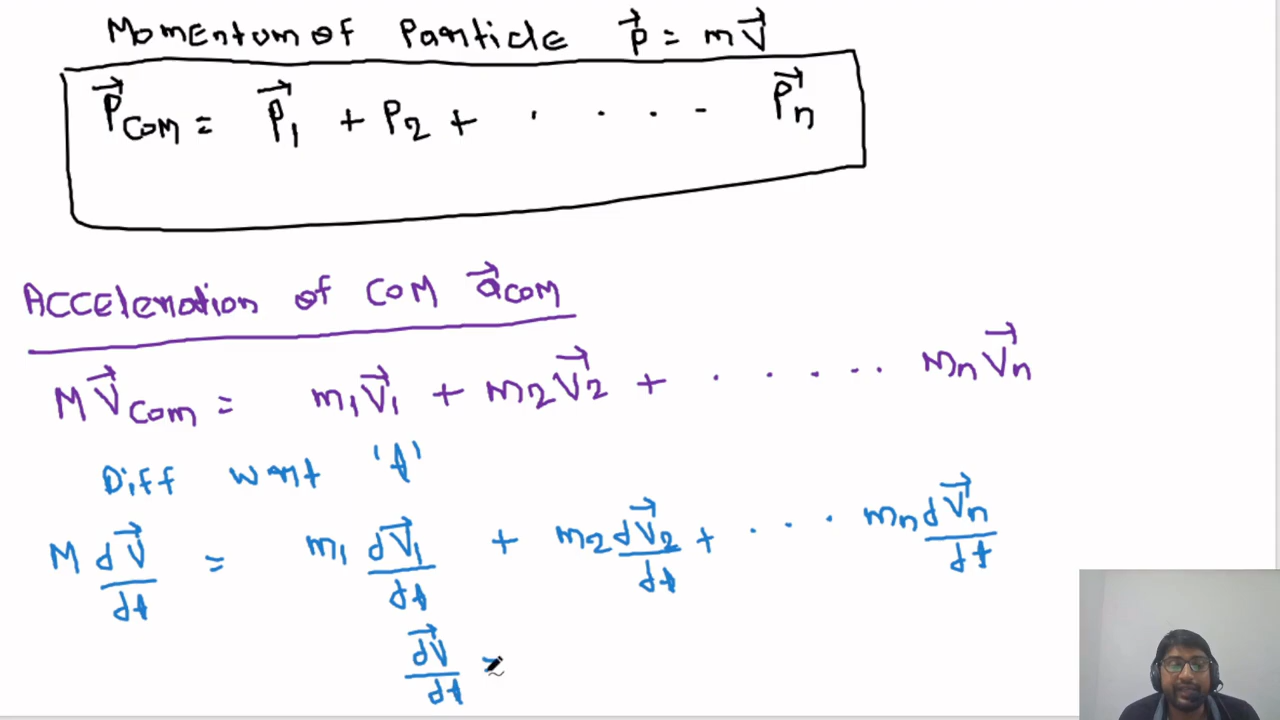 Momentum of Particle P⃗ = mV⃗
P⃗com = P⃗1 + P2 + · · · · - P⃗n
Acceleration of COM a⃗com
MV⃗com = m1V⃗1 + m2V⃗2 + · · · · · · mnV⃗n
Diff wrt 't'
M dV⃗/dt = m1 dV⃗1/dt + m2 dV⃗2/dt + · · · mn dV⃗n/dt
dV⃗/dt =